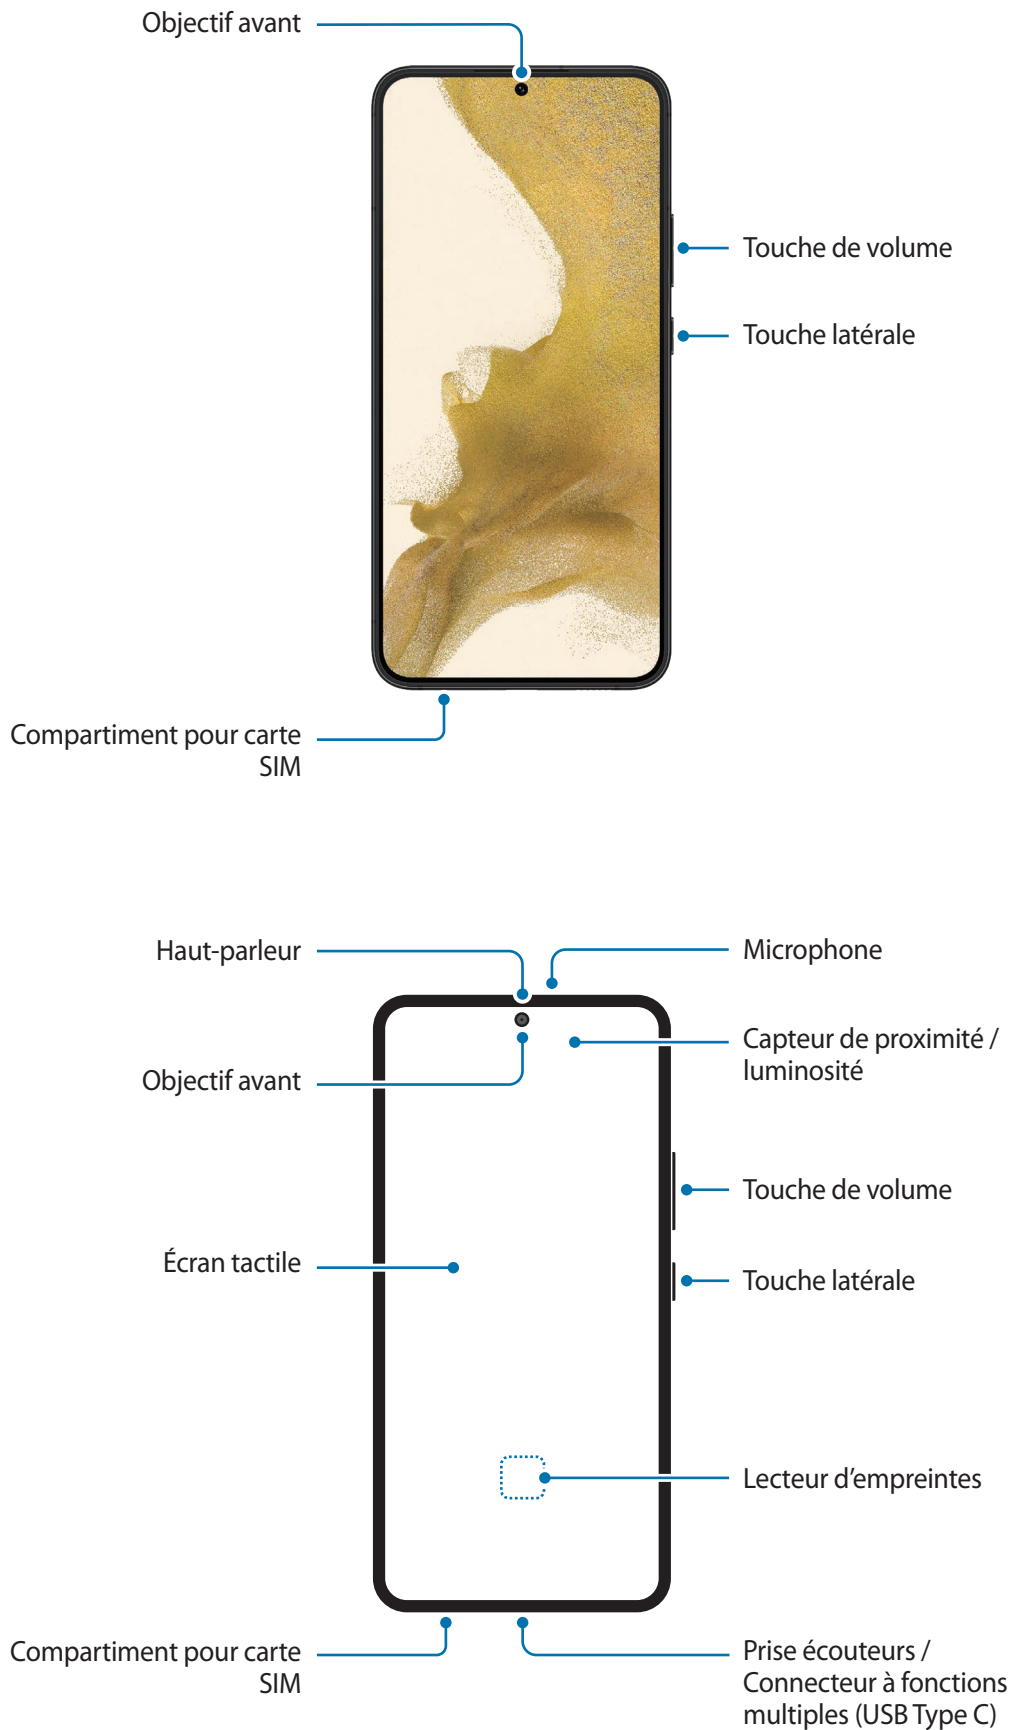 Objectif avant
Touche de volume
Touche latérale
Compartiment pour carte
SIM
Haut-parleur
Microphone
Capteur de proximité /
luminosité
Objectif avant
Touche de volume
Écran tactile
Touche latérale
Lecteur d’empreintes
Compartiment pour carte
SIM
Prise écouteurs /
Connecteur à fonctions
multiples (USB Type C)